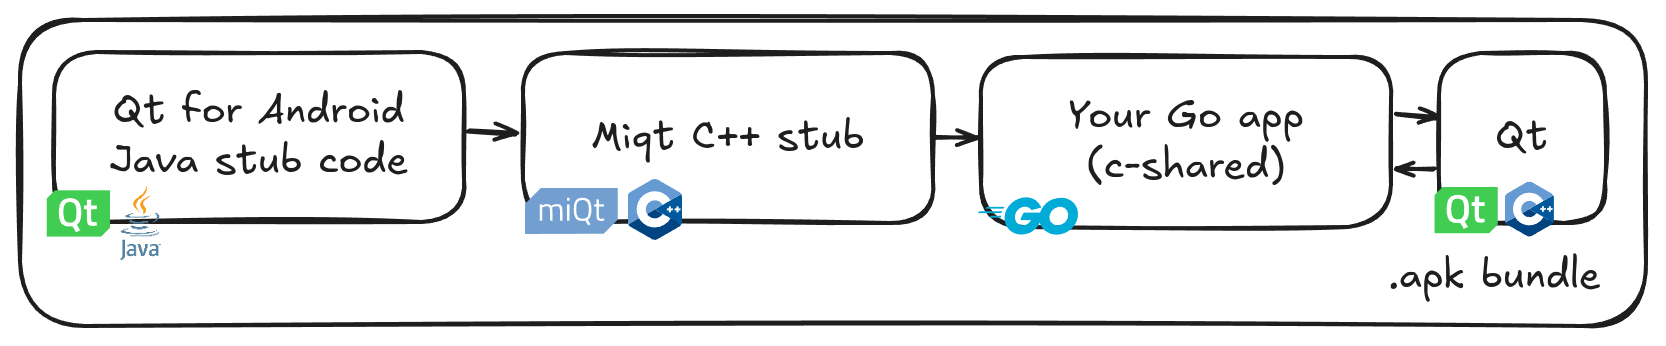 Qt for Android
Java stub code
Qt
Java
Miqt C++ stub
miQt
C++
Your Go app
(c-shared)
GO
Qt
Qt
C++
.apk bundle